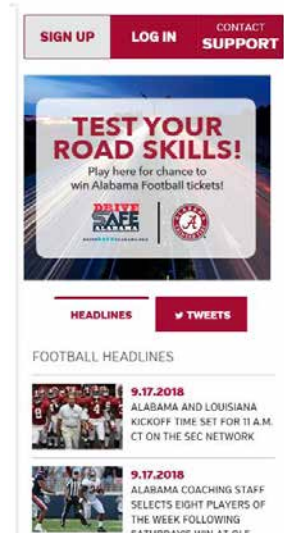 SIGN UP
LOG IN
CONTACT
SUPPORT
TEST YOUR
ROAD SKILLS!
Play here for chance to
win Alabama Football tickets!
DRIVE
SAFE
ALABAMA
HEADLINES
TWEETS
FOOTBALL HEADLINES
9.17.2018
ALABAMA AND LOUISIANA
KICKOFF TIME SET FOR 11 A.M.
CT ON THE SEC NETWORK
9.17.2018
ALABAMA COACHING STAFF
SELECTS EIGHT PLAYERS OF
THE WEEK FOLLOWING